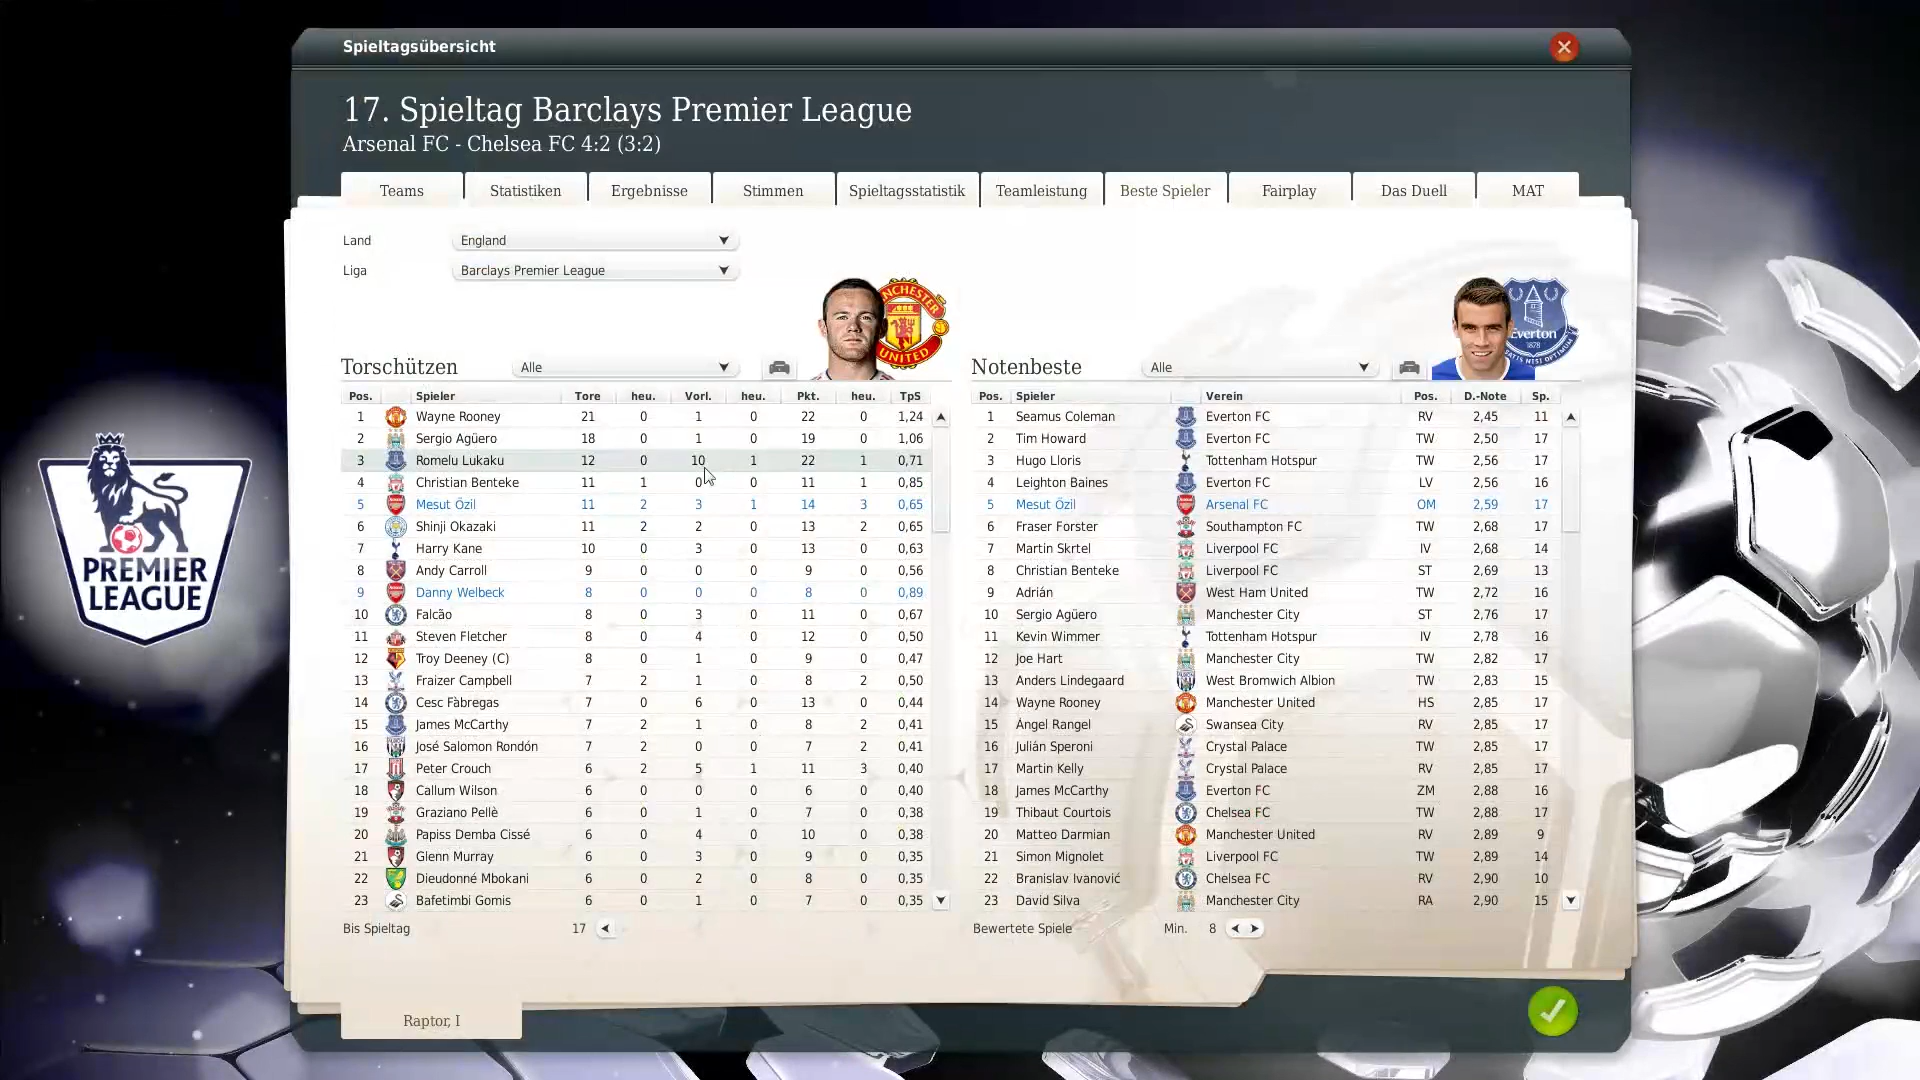 Spieltagsübersicht
17. Spieltag Barclays Premier League
Arsenal FC - Chelsea FC 4:2 (3:2)
Teams Statistiken Ergebnisse Stimmen Spieltagsstatistik Teamleistung Beste Spieler Fairplay Das Duell MAT
Land England
Liga Barclays Premier League
Torschützen Alle
Pos. Spieler Tore heu. Vorl. heu. Pkt. heu. TpS
1 Wayne Rooney 21 0 1 0 22 0 1,24
2 Sergio Agüero 18 0 1 0 19 0 1,06
3 Romelu Lukaku 12 0 10 1 22 1 0,71
4 Christian Benteke 11 1 0 0 11 1 0,85
5 Mesut Özil 11 2 3 1 14 3 0,65
6 Shinji Okazaki 11 2 2 0 13 2 0,65
7 Harry Kane 10 0 3 0 13 0 0,63
8 Andy Carroll 9 0 0 0 9 0 0,56
9 Danny Welbeck 8 0 0 0 8 0 0,89
10 Falcão 8 0 3 0 11 0 0,67
11 Steven Fletcher 8 0 4 0 12 0 0,50
12 Troy Deeney (C) 8 0 1 0 9 0 0,47
13 Fraizer Campbell 7 2 1 0 8 2 0,50
14 Cesc Fàbregas 7 0 6 0 13 0 0,44
15 James McCarthy 7 2 1 0 8 2 0,41
16 José Salomon Rondón 7 2 0 0 7 2 0,41
17 Peter Crouch 6 2 5 1 11 3 0,40
18 Callum Wilson 6 0 0 0 6 0 0,40
19 Graziano Pellè 6 0 1 0 7 0 0,38
20 Papiss Demba Cissé 6 0 4 0 10 0 0,38
21 Glenn Murray 6 0 3 0 9 0 0,35
22 Dieudonné Mbokani 6 0 2 0 8 0 0,35
23 Bafetimbi Gomis 6 0 1 0 7 0 0,35
Bis Spieltag 17
MANCHESTER
UNITED
Notenbeste Alle
Everton
1878
Pos. Spieler Verein Pos. D.-Note Sp.
1 Seamus Coleman Everton FC RV 2,45 11
2 Tim Howard Everton FC TW 2,50 17
3 Hugo Lloris Tottenham Hotspur TW 2,56 17
4 Leighton Baines Everton FC LV 2,56 16
5 Mesut Özil Arsenal FC OM 2,59 17
6 Fraser Forster Southampton FC TW 2,68 17
7 Martin Skrtel Liverpool FC IV 2,68 14
8 Christian Benteke Liverpool FC ST 2,69 13
9 Adrián West Ham United TW 2,72 16
10 Sergio Agüero Manchester City ST 2,76 17
11 Kevin Wimmer Tottenham Hotspur IV 2,78 16
12 Joe Hart Manchester City TW 2,82 17
13 Anders Lindegaard West Bromwich Albion TW 2,83 15
14 Wayne Rooney Manchester United HS 2,85 17
15 Àngel Rangel Swansea City RV 2,85 17
16 Julián Speroni Crystal Palace TW 2,85 17
17 Martin Kelly Crystal Palace RV 2,85 17
18 James McCarthy Everton FC ZM 2,88 16
19 Thibaut Courtois Chelsea FC TW 2,88 17
20 Matteo Darmian Manchester United RV 2,89 9
21 Simon Mignolet Liverpool FC TW 2,89 14
22 Branislav Ivanović Chelsea FC RV 2,90 10
23 David Silva Manchester City RA 2,90 15
Bewertete Spiele Min. 8
Raptor, I
PREMIER
LEAGUE